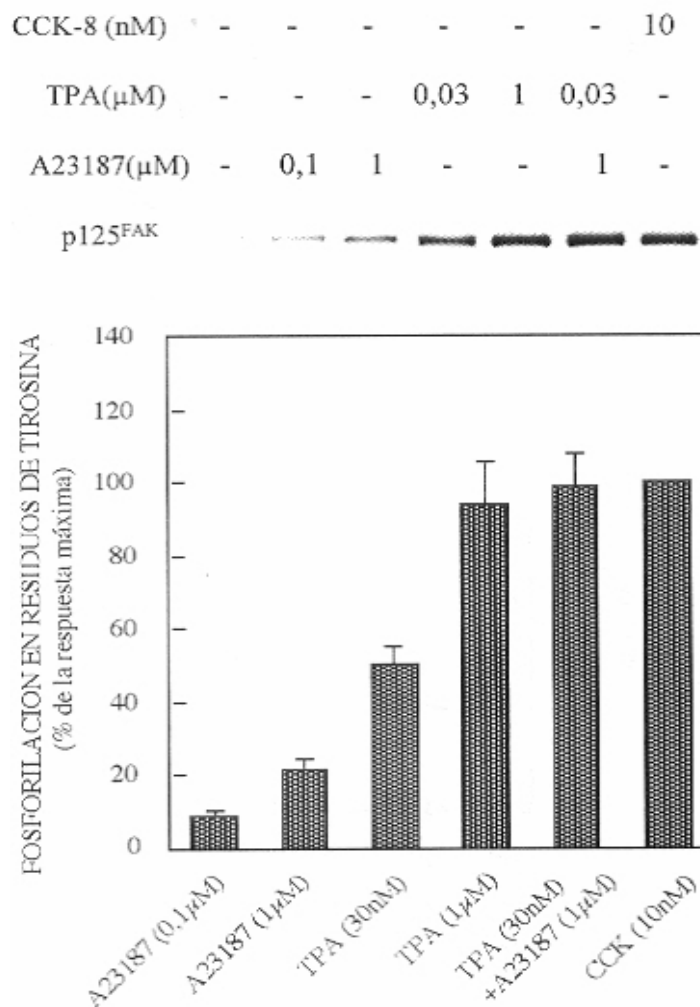 CCK-8 (nM) - - - - - - 10
TPA(μM) - - - 0,03 1 0,03 -
A23187(μM) - 0,1 1 - - 1 -
p125FAK
FOSFORILACION EN RESIDUOS DE TIROSINA
(% de la respuesta máxima)
140
120
100
80
60
40
20
0
A23187 (0,1μM)
A23187 (1μM)
TPA (30nM)
TPA (1μM)
TPA (30nM)
+A23187 (1μM)
CCK (10nM)